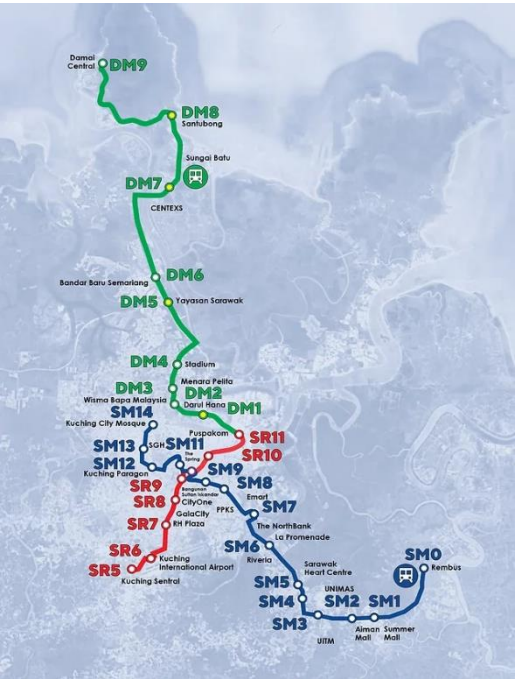 Damai
Central
DM9
DM8
Santubong
Sungai Batu
DM7
CENTEXS
Bandar Baru Semariang
DM6
DM5
Yayasan Sarawak
DM4
Stadium
Menara Pelita
DM3
Wisma Bapa Malaysia
DM2
Darul Hana
DM1
SM14
Kuching City Mosque
Puspakom
SR11
SR10
SM13
SGH
SM11
The
Spring
SM12
Kuching Paragon
SR9
SM9
Bangunan
Sultan Iskandar
SM8
SR8
CityOne
PPKS
Emart
SM7
SR7
GalaCity
RH Plaza
The NorthBank
La Promenade
SM6
Riveria
SR6
Kuching
International Airport
SR5
Kuching Sentral
Sarawak
Heart Centre
SM0
Rembus
SM5
UNIMAS
SM4
SM3
SM2
SM1
UITM
Aiman
Mall
Summer
Mall